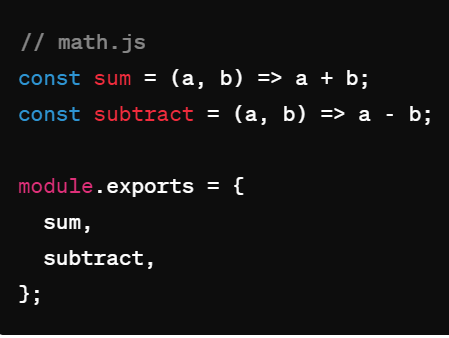 // math.js
const sum = (a, b) => a + b;
const subtract = (a, b) => a - b;

module.exports = {
  sum,
  subtract,
};